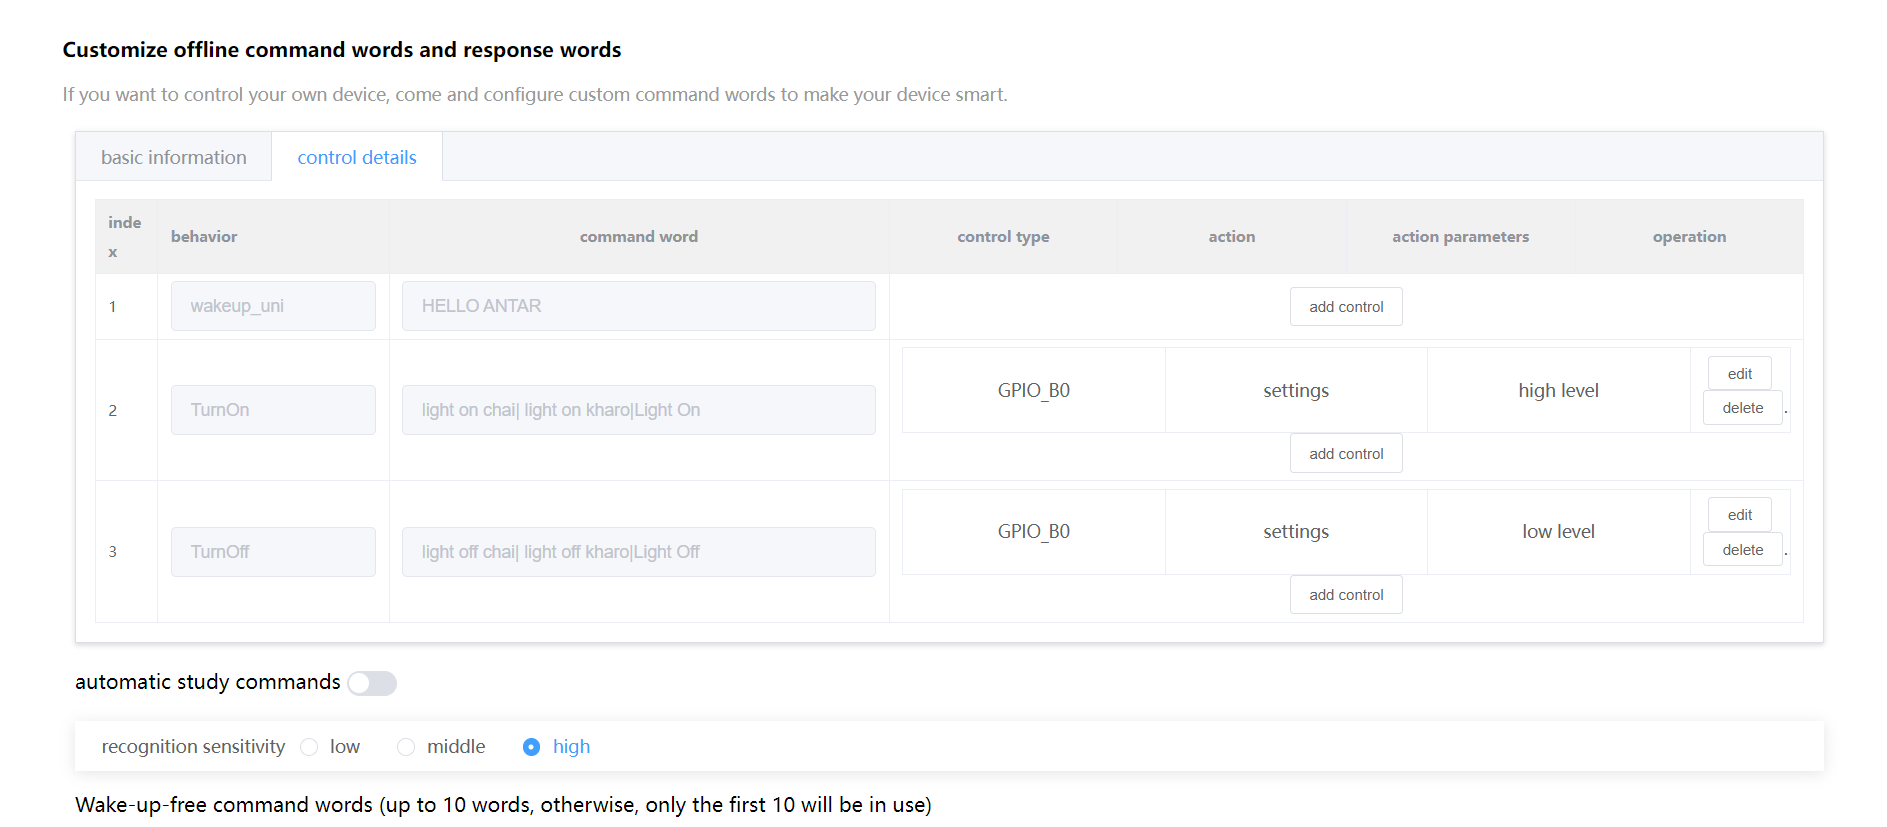 Customize offline command words and response words
If you want to control your own device, come and configure custom command words to make your device smart.
basic information control details
inde
x behavior command word control type action action parameters operation
1 wakeup_uni HELLO ANTAR add control
2 TurnOn light on chai| light on kharo|Light On GPIO_B0 settings high level edit
delete .
add control
3 TurnOff light off chai| light off kharo|Light Off GPIO_B0 settings low level edit
delete .
add control
automatic study commands
recognition sensitivity low middle high
Wake-up-free command words (up to 10 words, otherwise, only the first 10 will be in use)